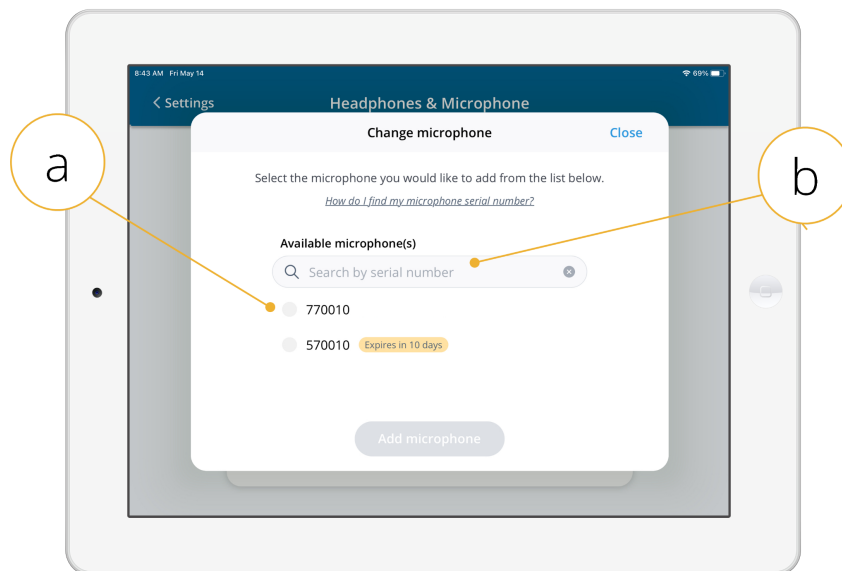 8:43 AM Fri May 14
69%
Settings
Headphones & Microphone
Change microphone
Close
a
b
Select the microphone you would like to add from the list below.
How do I find my microphone serial number?
Available microphone(s)
Search by serial number
770010
570010 Expires in 10 days
Add microphone